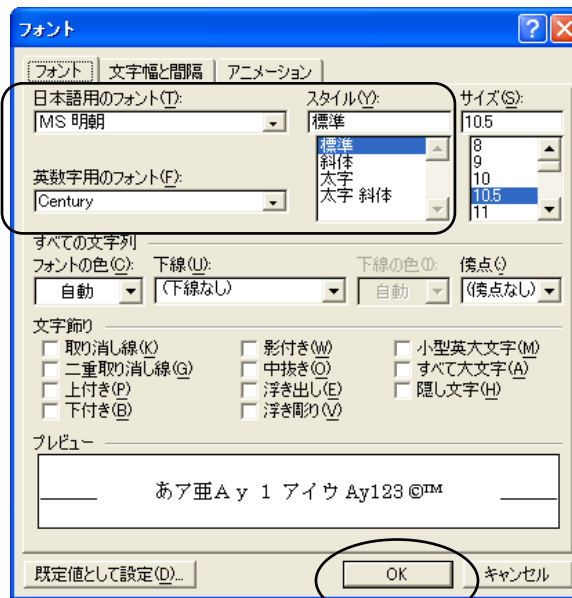 フォント
フォント 文字幅と間隔 アニメーション
日本語用のフォント(T): スタイル(Y): サイズ(S):
MS 明朝 標準 10.5
標準 8
斜体 9
英数字用のフォント(F): 太字 10
Century 太字 斜体 10.5
11
すべての文字列
フォントの色(C): 下線(U): 下線の色(I): 傍点(:)
自動 (下線なし) 自動 (傍点なし)
文字飾り
取り消し線(K) 影付き(W) 小型英大文字(M)
二重取り消し線(G) 中抜き(O) すべて大文字(A)
上付き(P) 浮き出し(E) 隠し文字(H)
下付き(B) 浮き彫り(V)
プレビュー
あア亜Ay 1 アイウ Ay123 ©™
既定値として設定(D)... OK キャンセル